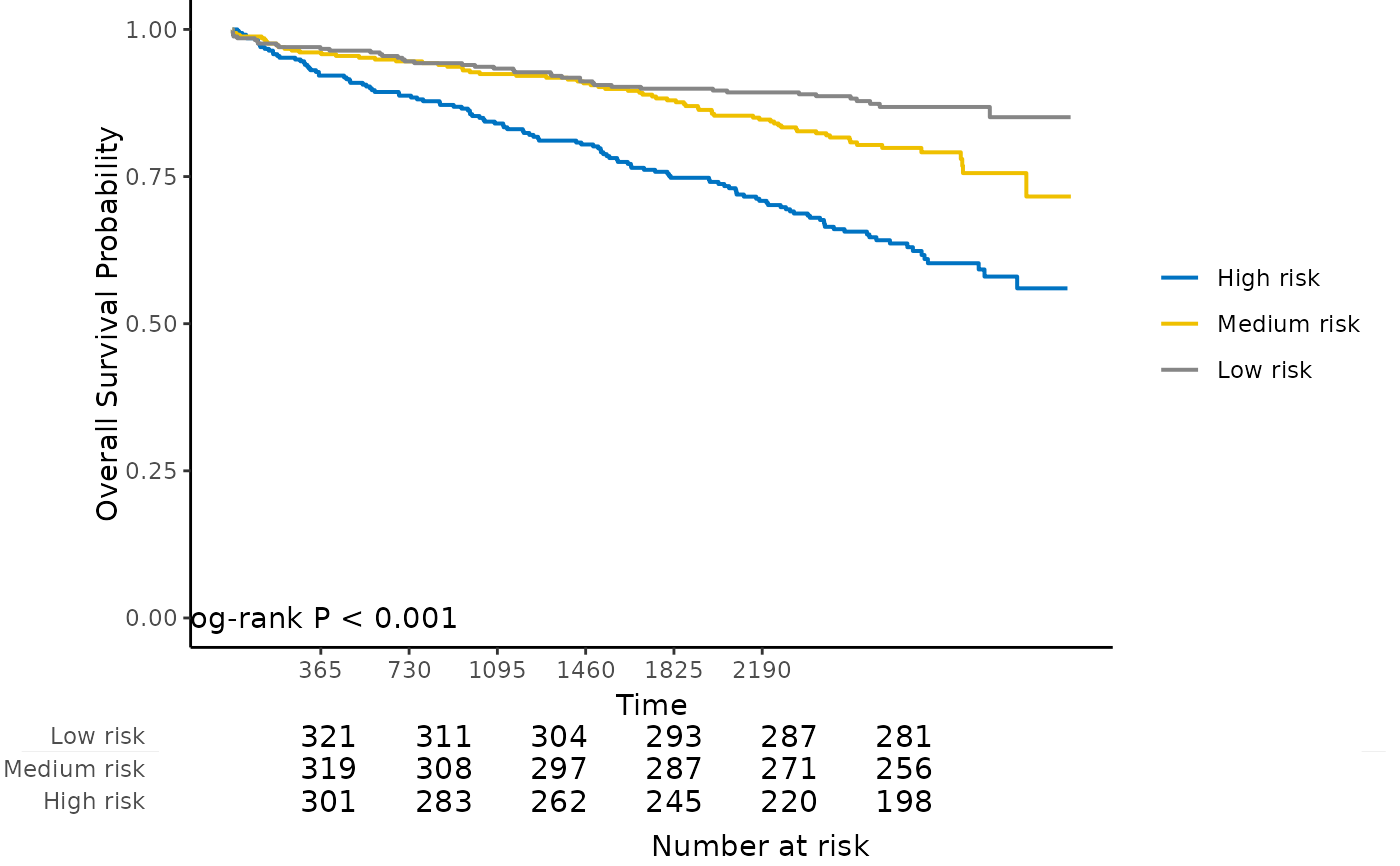 1.00
0.75
0.50
0.25
0.00
Overall Survival Probability
og-rank P < 0.001
365 730 1095 1460 1825 2190
Time
High risk
Medium risk
Low risk
Low risk 321 311 304 293 287 281
Medium risk 319 308 297 287 271 256
High risk 301 283 262 245 220 198
Number at risk